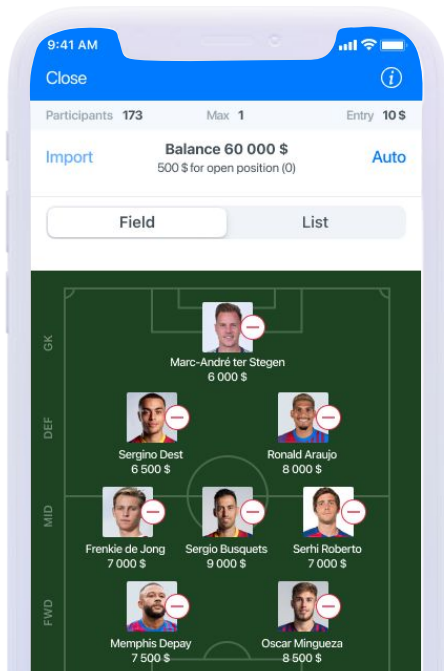 9:41 AM
Close
Participants 173 Max 1 Entry 10 $
Import Balance 60 000 $ Auto
500 $ for open position (0)
Field List
GK
Marc-André ter Stegen
6 000 $
DEF
Sergino Dest Ronald Araujo
6 500 $ 8 000 $
MID
Frenkie de Jong Sergio Busquets Serhi Roberto
7 000 $ 9 000 $ 7 000 $
FWD
Memphis Depay Oscar Mingueza
7 500 $ 8 500 $